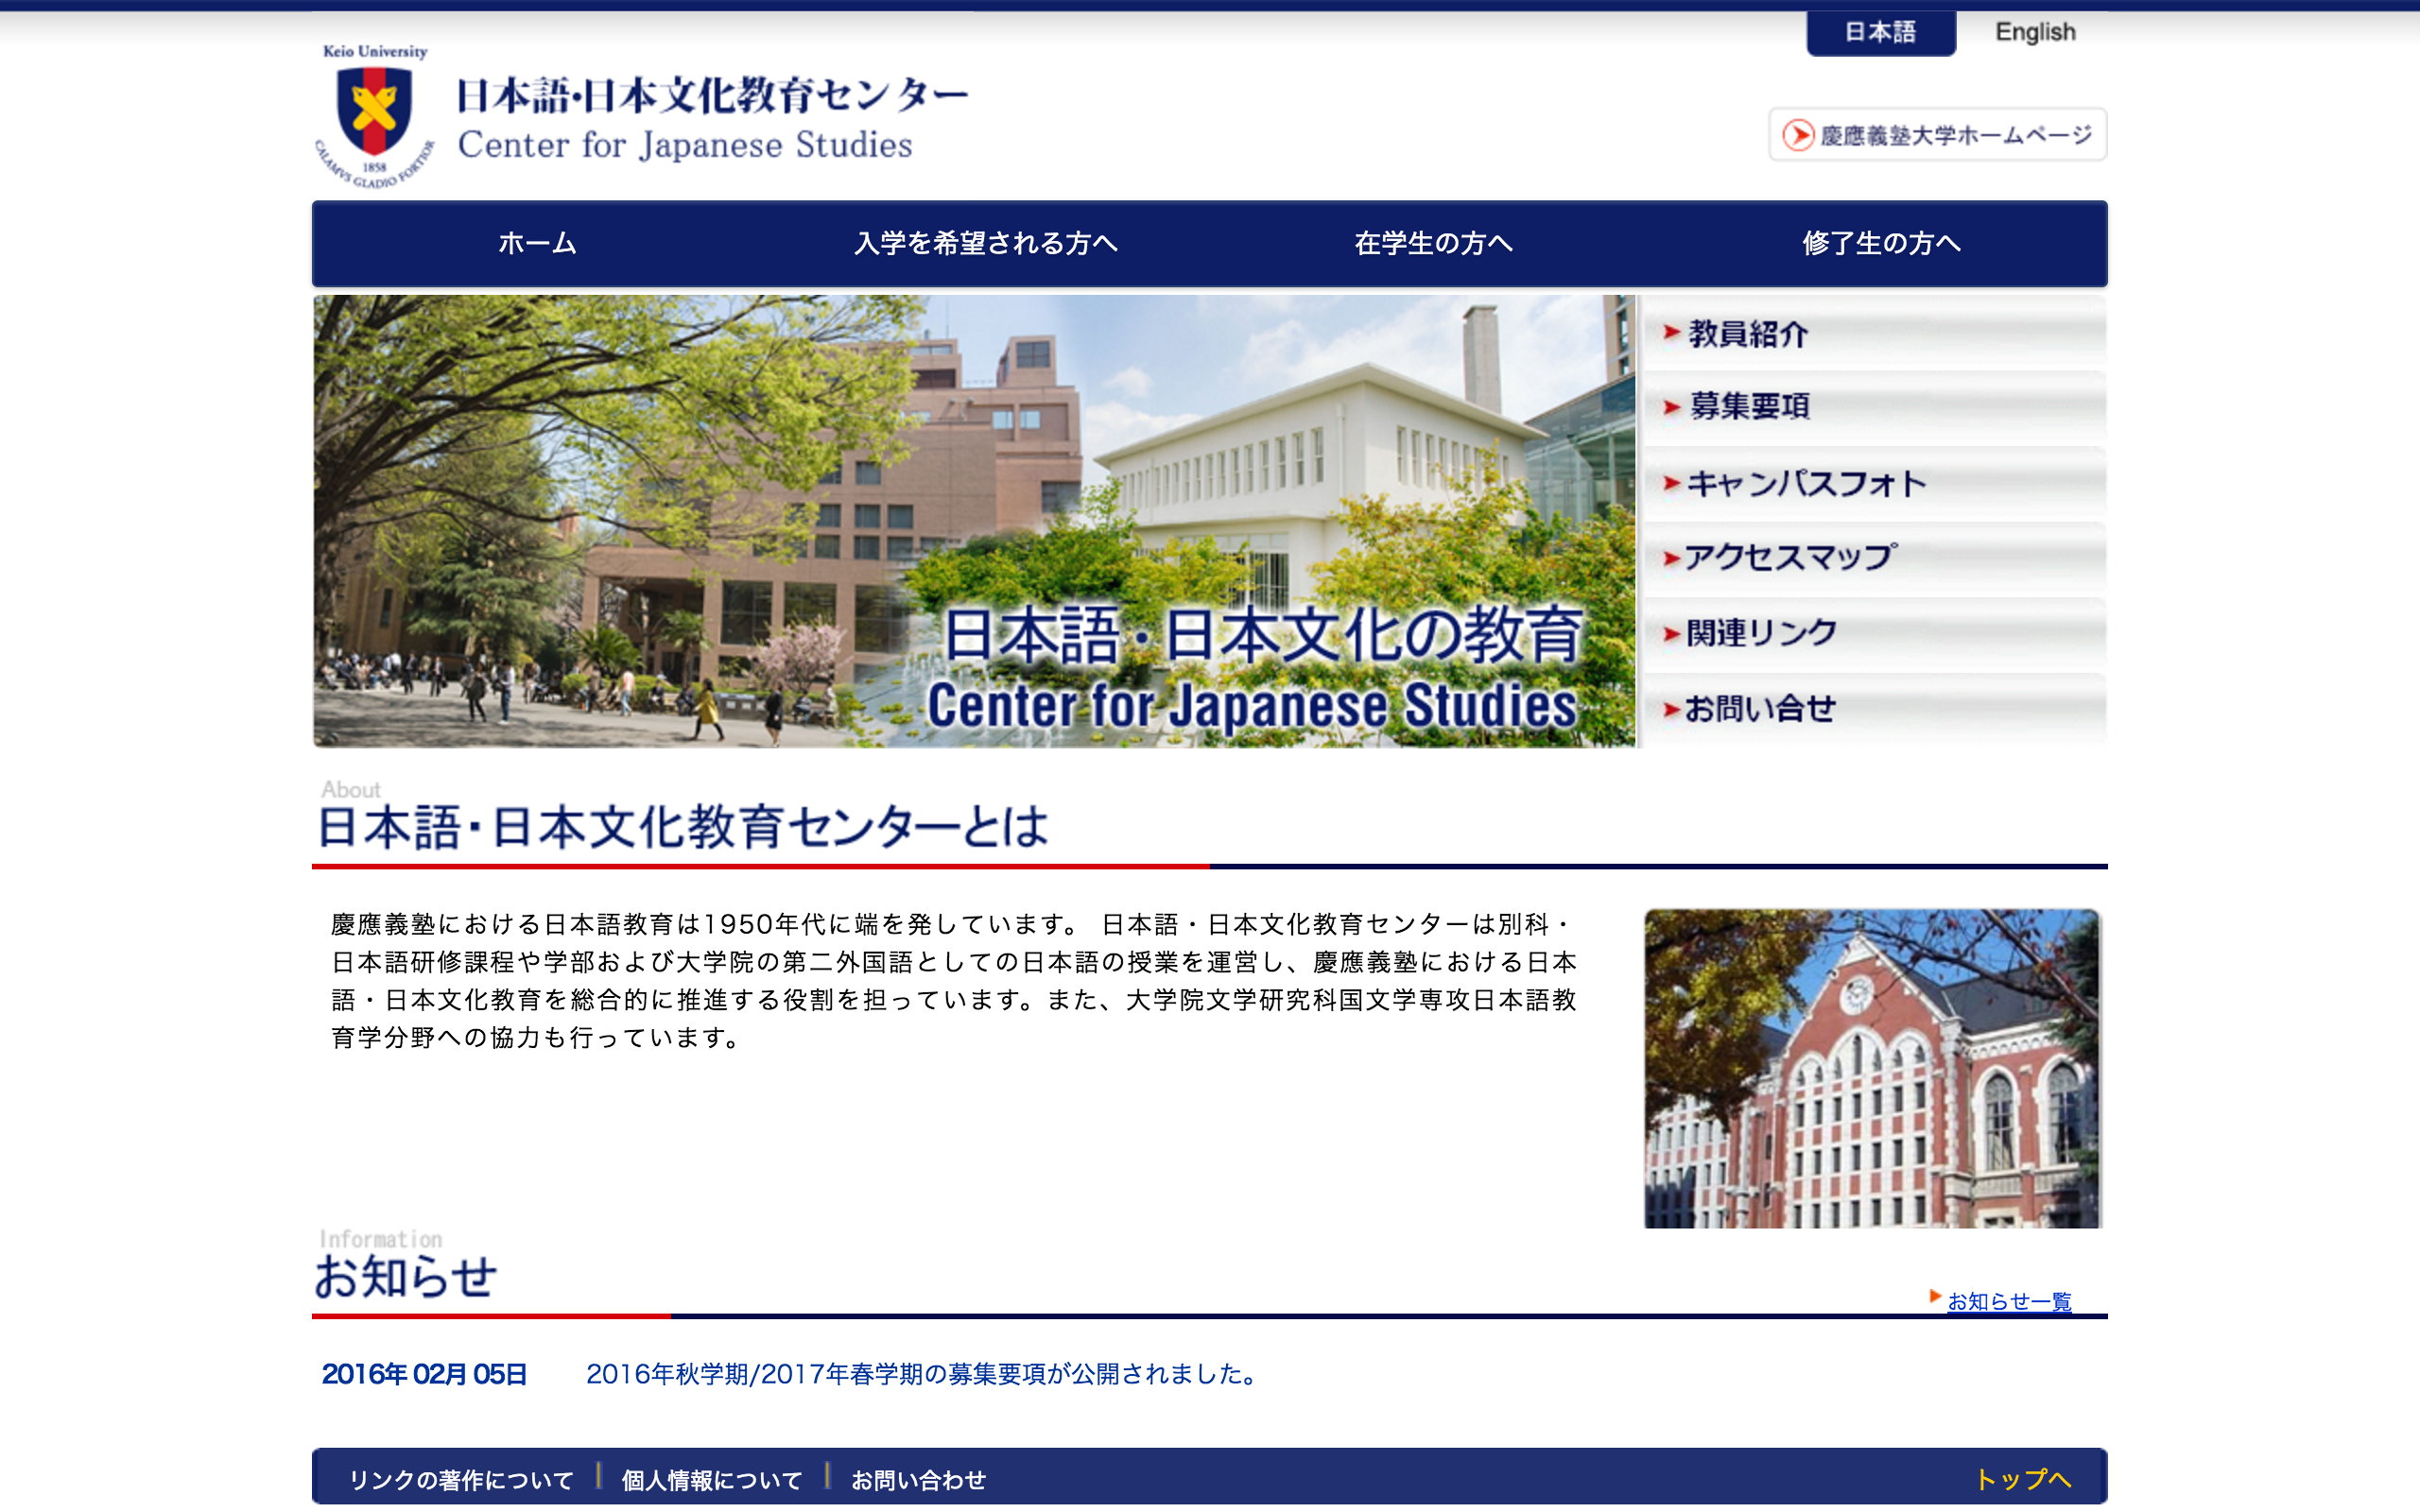 日本語
English
Keio University
日本語・日本文化教育センター
Center for Japanese Studies
1858
CALAMVS GLADIO FORTIOR
慶應義塾大学ホームページ
ホーム
入学を希望される方へ
在学生の方へ
修了生の方へ
日本語・日本文化の教育
Center for Japanese Studies
教員紹介
募集要項
キャンパスフォト
アクセスマップ
関連リンク
お問い合せ
About
日本語・日本文化教育センターとは
慶應義塾における日本語教育は1950年代に端を発しています。 日本語・日本文化教育センターは別科・
日本語研修課程や学部および大学院の第二外国語としての日本語の授業を運営し、慶應義塾における日本
語・日本文化教育を総合的に推進する役割を担っています。また、大学院文学研究科国文学専攻日本語教
育学分野への協力も行っています。
Information
お知らせ
お知らせ一覧
2016年 02月 05日 2016年秋学期/2017年春学期の募集要項が公開されました。
リンクの著作について
個人情報について
お問い合わせ
トップへ